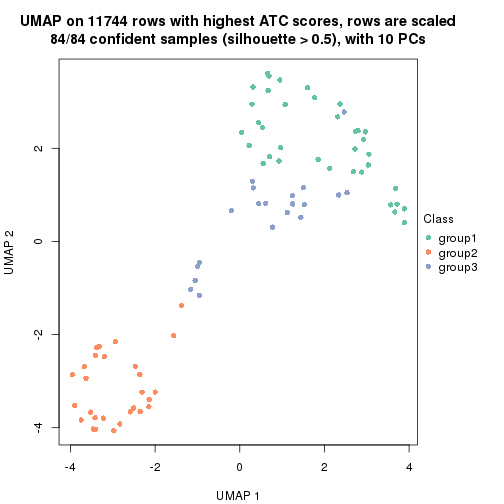 UMAP on 11744 rows with highest ATC scores, rows are scaled
84/84 confident samples (silhouette > 0.5), with 10 PCs
UMAP 2
2
0
-2
-4
-4
-2
0
2
4
UMAP 1
Class
group1
group2
group3